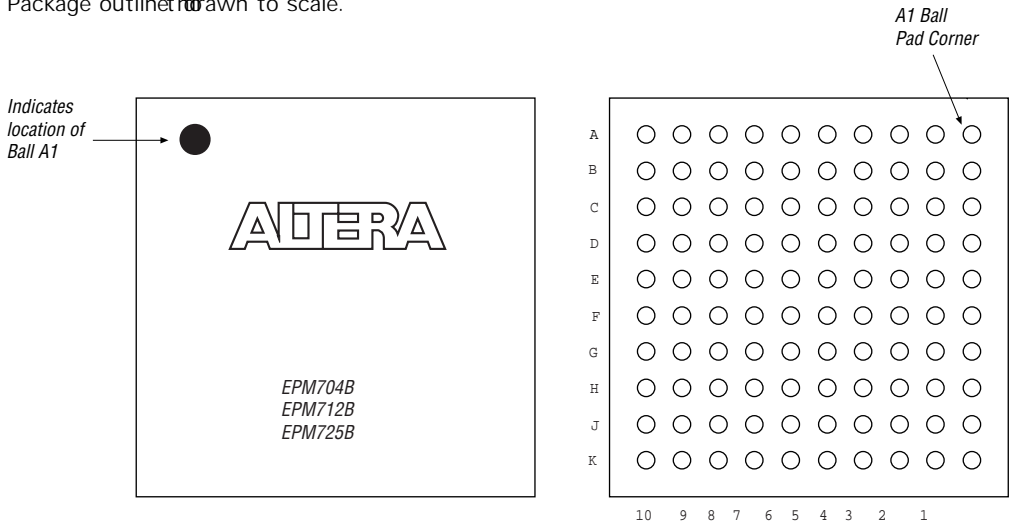 Package outline not drawn to scale.
A1 Ball
Pad Corner
Indicates
location of
Ball A1
ALTERA
EPM704B
EPM712B
EPM725B
A
B
C
D
E
F
G
H
J
K
10 9 8 7 6 5 4 3 2 1